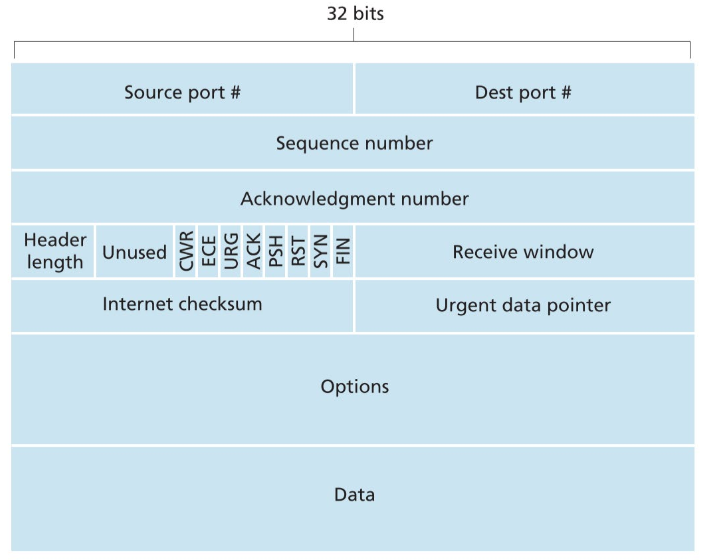 32 bits
Source port #
Dest port #
Sequence number
Acknowledgment number
Header
length
Unused
CWR
ECE
URG
ACK
PSH
RST
SYN
FIN
Receive window
Internet checksum
Urgent data pointer
Options
Data